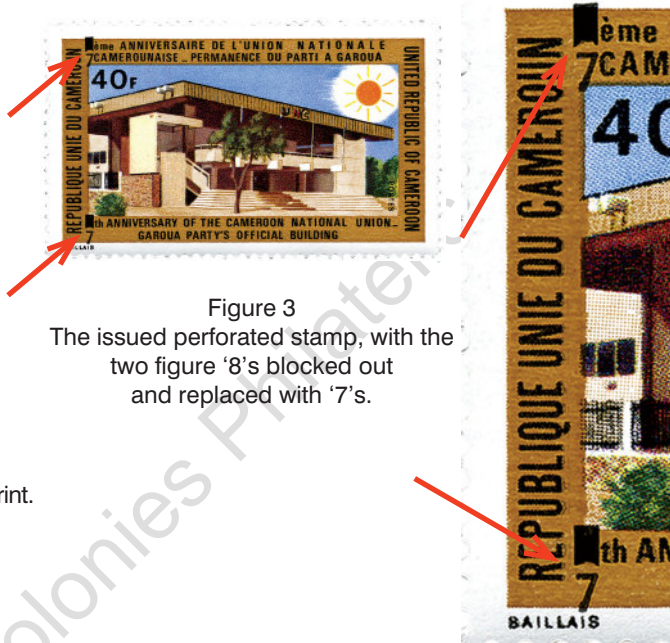 ème ANNIVERSAIRE DE L'UNION NATIONALE
7CAMEROUNAISE _ PERMANENCE DU PARTI A GAROUA
40F
REPUBLIQUE UNIE DU CAMEROUN
UNITED REPUBLIC OF CAMEROON
th ANNIVERSARY OF THE CAMEROON NATIONAL UNION_
7 GAROUA PARTY'S OFFICIAL BUILDING
Figure 3
The issued perforated stamp, with the
two figure ‘8’s blocked out
and replaced with ‘7’s.
rint.
olonies Philatel
ème
7CAM
40
REPUBLIQUE UNIE DU CAMEROUN
th AN
7
BAILLAIS